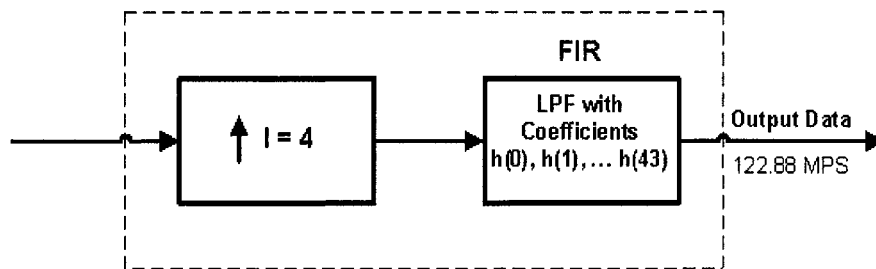 FIR
↑ I = 4
LPF with
Coefficients
h(0), h(1), ... h(43)
Output Data
122.88 MPS